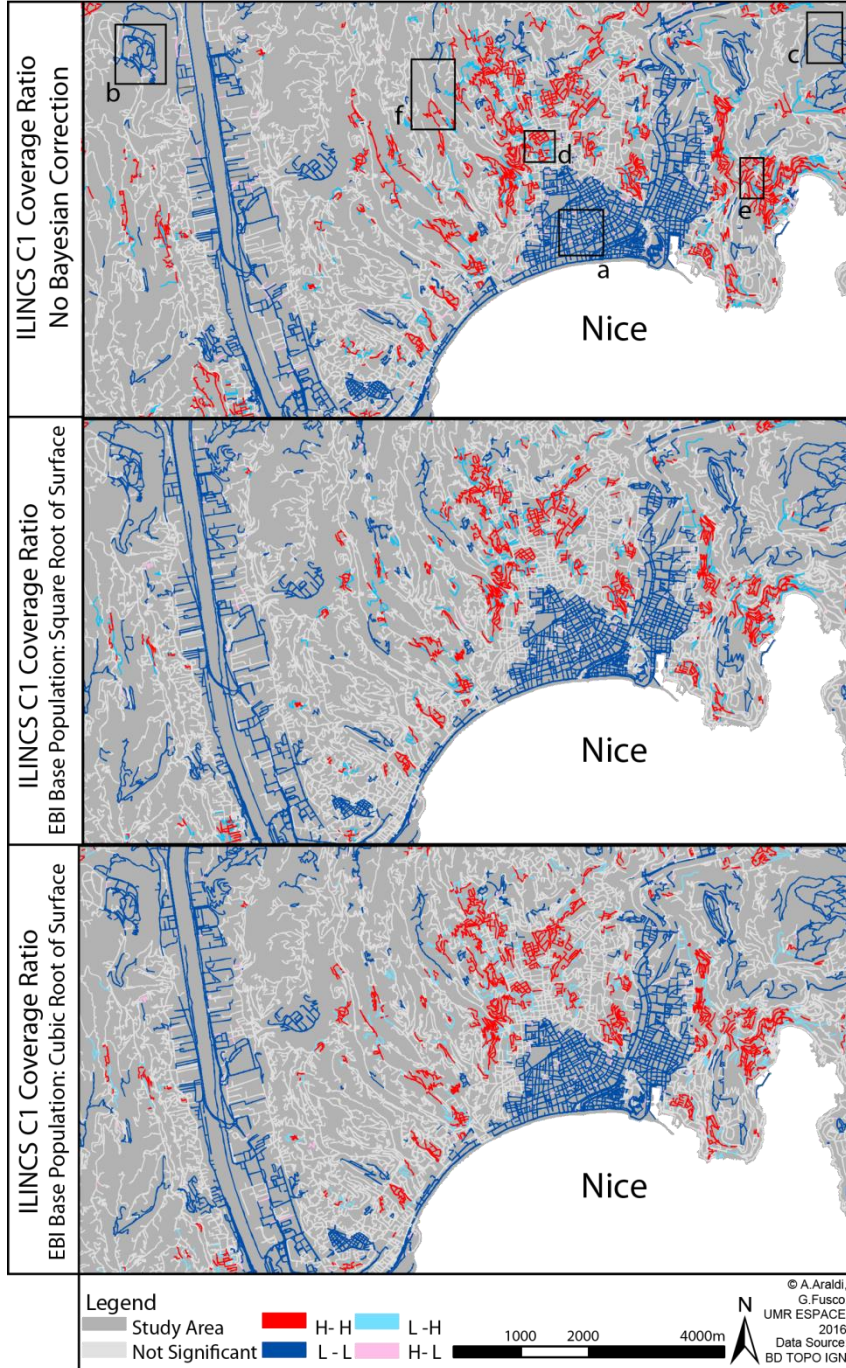 ILINCS C1 Coverage Ratio
No Bayesian Correction
b
f
d
a
c
e
Nice
ILINCS C1 Coverage Ratio
EBI Base Population: Square Root of Surface
Nice
ILINCS C1 Coverage Ratio
EBI Base Population: Cubic Root of Surface
Nice
Legend
Study Area
Not Significant
H- H
L - L
L -H
H- L
1000 2000 4000m
N
© A.Araldi,
G.Fusco
UMR ESPACE
2016
Data Source
BD TOPO IGN